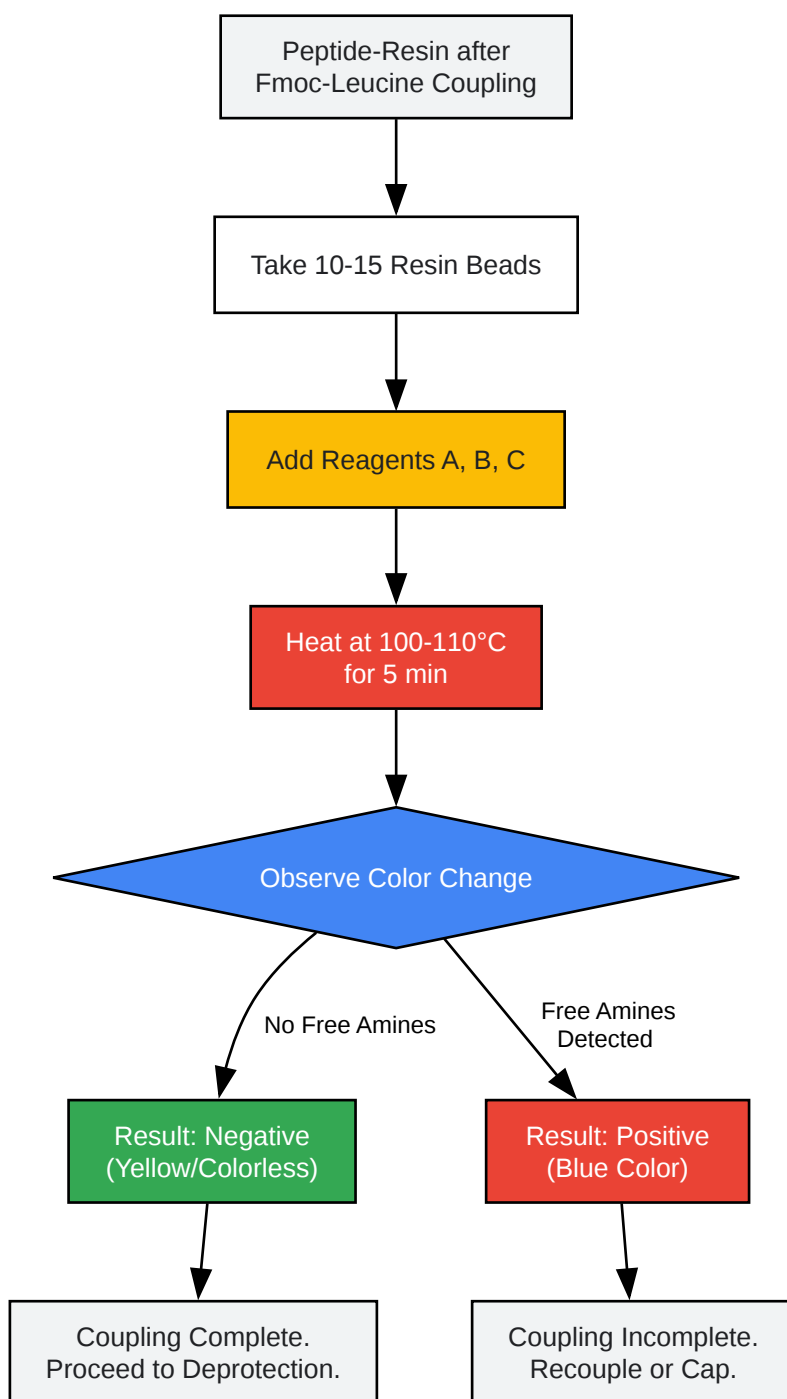 Peptide-Resin after
Fmoc-Leucine Coupling
Take 10-15 Resin Beads
Add Reagents A, B, C
Heat at 100-110°C
for 5 min
Observe Color Change
No Free Amines
Free Amines
Detected
Result: Negative
(Yellow/Colorless)
Result: Positive
(Blue Color)
Coupling Complete.
Proceed to Deprotection.
Coupling Incomplete.
Recouple or Cap.